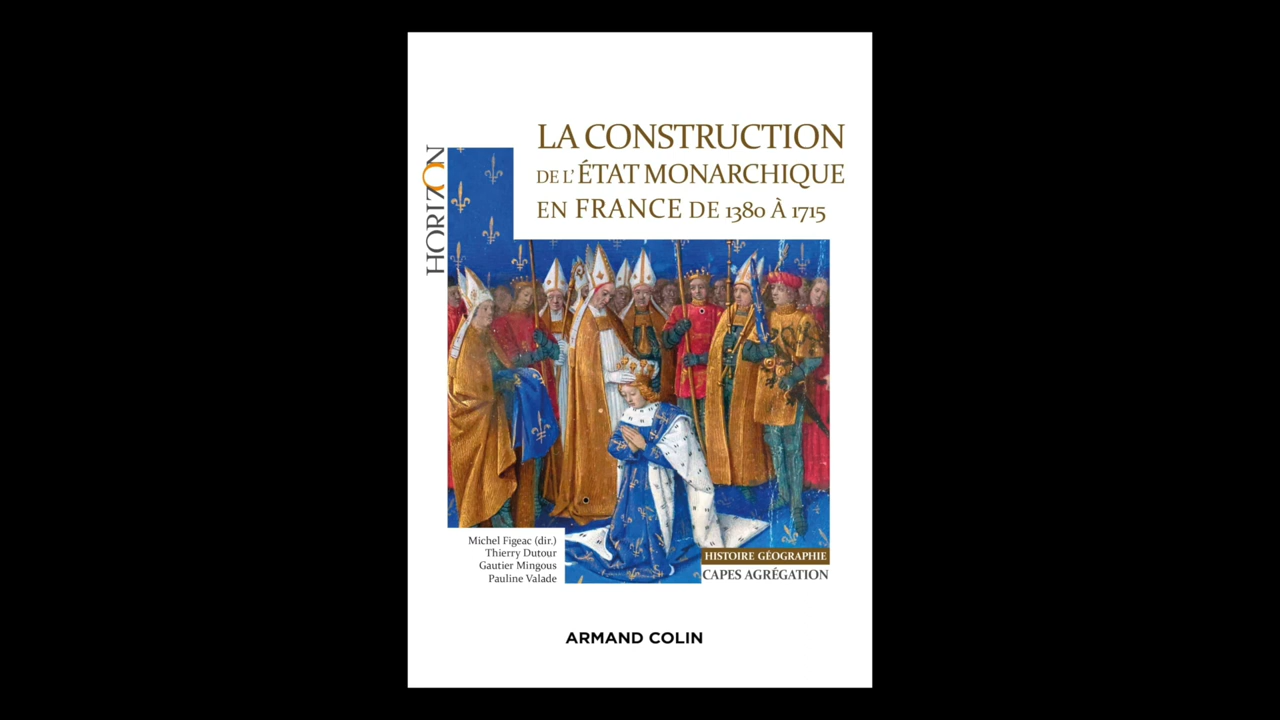 LA CONSTRUCTION
DE L'ÉTAT MONARCHIQUE
EN FRANCE DE 1380 À 1715
HORIZON
Michel Figeac (dir.)
Thierry Dutour
Gautier Mingous
Pauline Valade
HISTOIRE GÉOGRAPHIE
CAPES AGRÉGATION
ARMAND COLIN